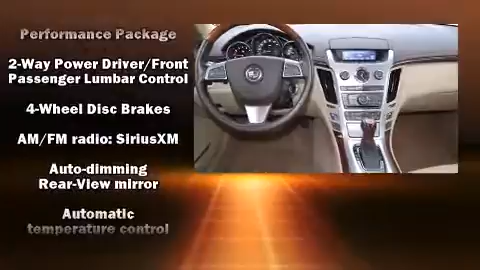 Performance Package
2-Way Power Driver/Front
Passenger Lumbar Control
4-Wheel Disc Brakes
AM/FM radio: SiriusXM
Auto-dimming
Rear-View mirror
Automatic
temperature control